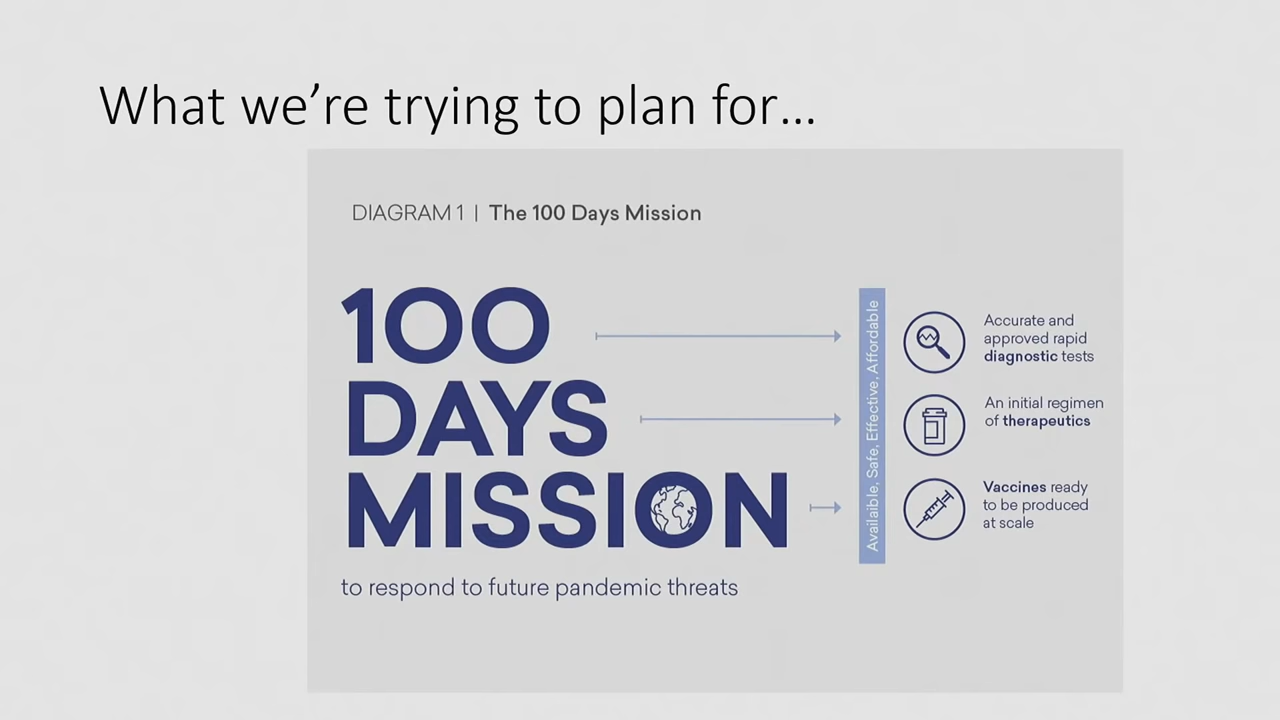 What we’re trying to plan for…
DIAGRAM 1 | The 100 Days Mission
100
DAYS
MISSION
to respond to future pandemic threats
Availaible, Safe, Effective, Affordable
Accurate and
approved rapid
diagnostic tests
An initial regimen
of therapeutics
Vaccines ready
to be produced
at scale